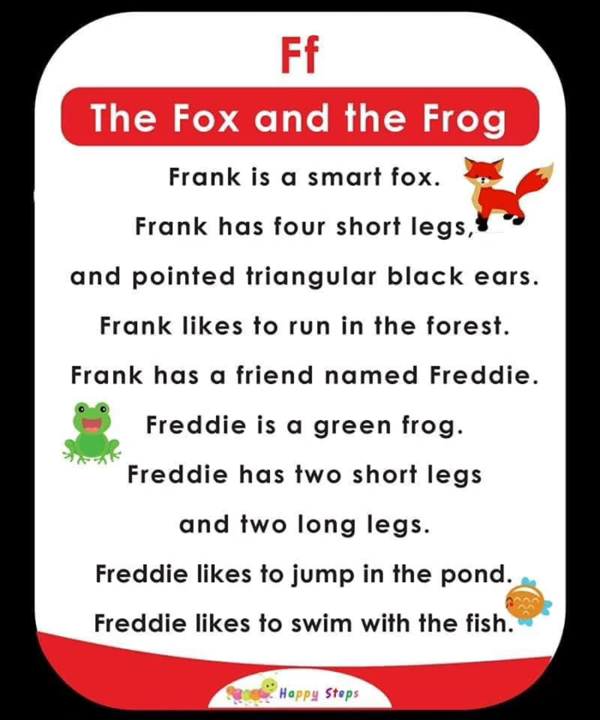 Ff
The Fox and the Frog
Frank is a smart fox.
Frank has four short legs,
and pointed triangular black ears.
Frank likes to run in the forest.
Frank has a friend named Freddie.
Freddie is a green frog.
Freddie has two short legs
and two long legs.
Freddie likes to jump in the pond.
Freddie likes to swim with the fish.
Happy Steps